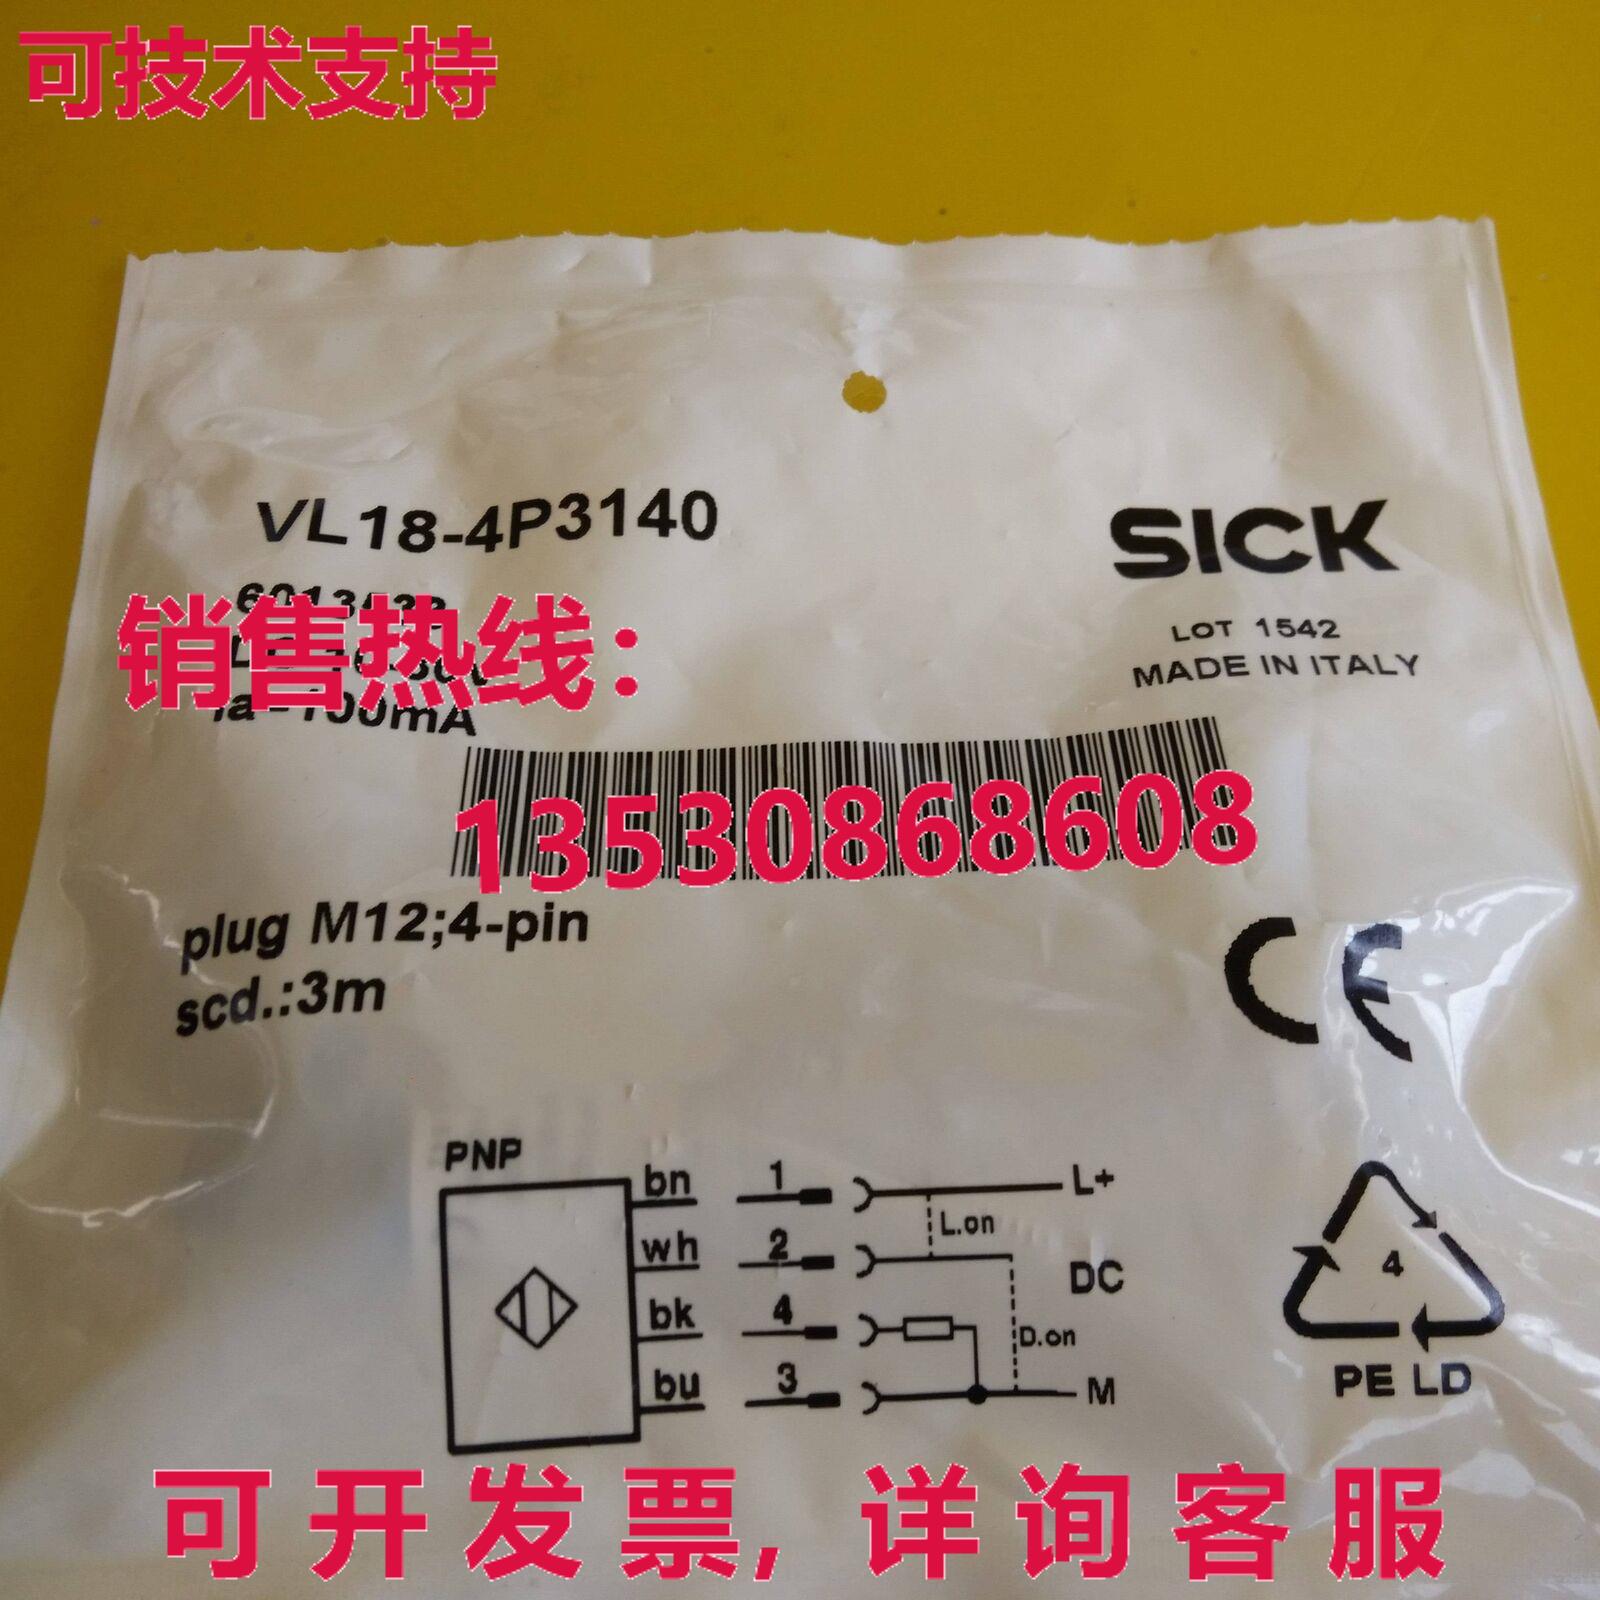 可技术支持
VL18-4P3140
SICK
LOT 1542
MADE IN ITALY
销售热线:
100mA
13530868608
plug M12;4-pin
scd.:3m
CE
PNP
bn 1 L+
L.on
wh 2
DC
bk 4
D.on
bu 3 M
4
PE LD
可开发票, 详询客服